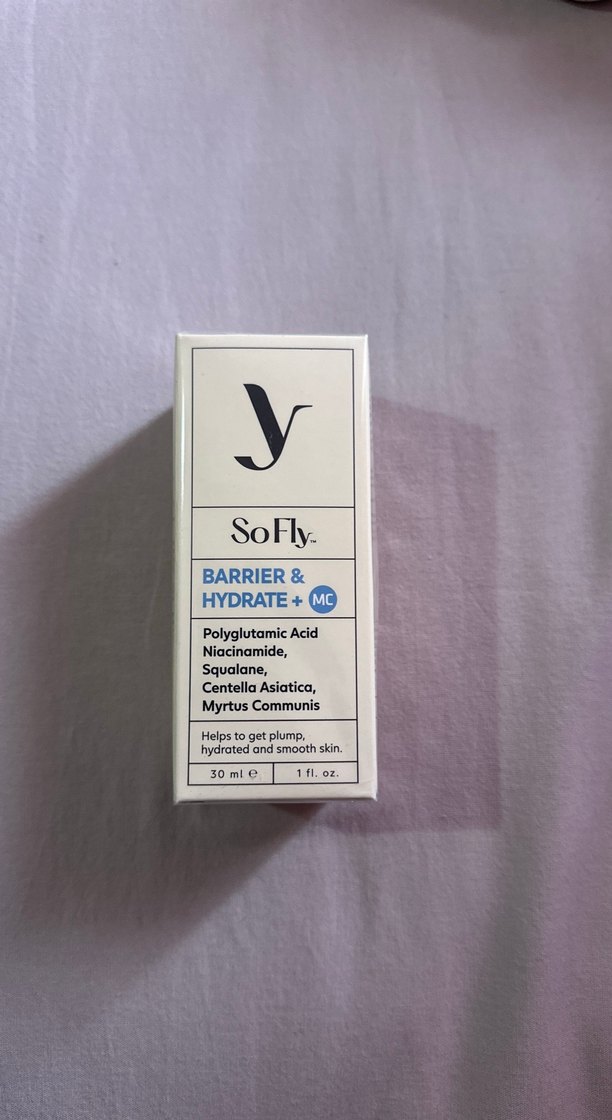 y
SoFly™
BARRIER &
HYDRATE + MC
Polyglutamic Acid
Niacinamide,
Squalane,
Centella Asiatica,
Myrtus Communis
Helps to get plump,
hydrated and smooth skin.
30 ml ℮
1 fl. oz.